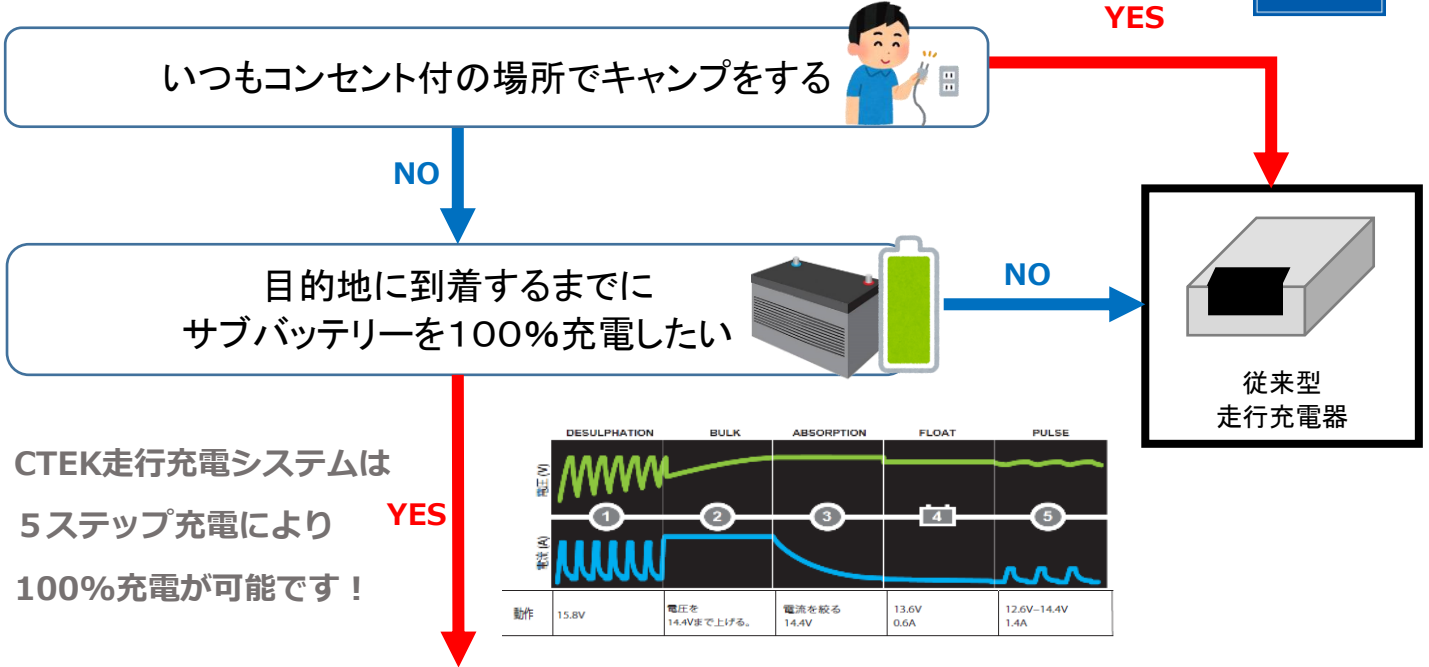 YES
いつもコンセント付の場所でキャンプをする
NO
目的地に到着するまでに
サブバッテリーを100%充電したい
NO
従来型
走行充電器
CTEK走行充電システムは
5ステップ充電により
100%充電が可能です！
YES
DESULPHATION BULK ABSORPTION FLOAT PULSE
電圧 (V)
1 2 3 4 5
電流 (A)
動作 15.8V 電圧を 電流を絞る 13.6V 12.6V–14.4V
14.4Vまで上げる。 14.4V 0.6A 1.4A